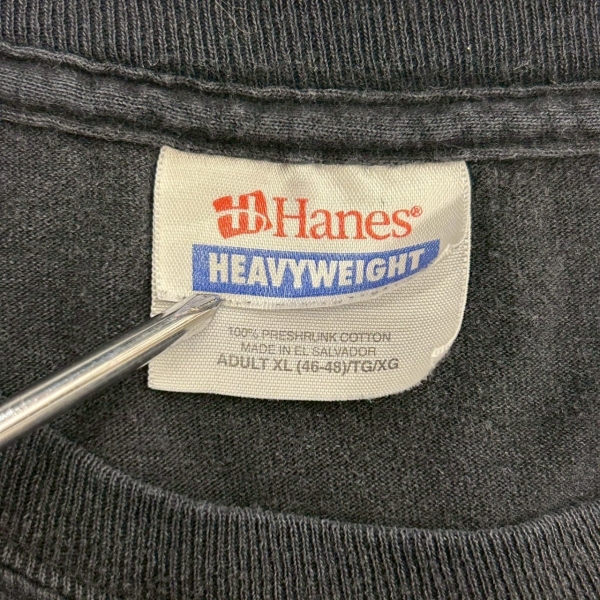 Hanes®
HEAVYWEIGHT
100% PRESHRUNK COTTON
MADE IN EL SALVADOR
ADULT XL (46-48)/TG/XG